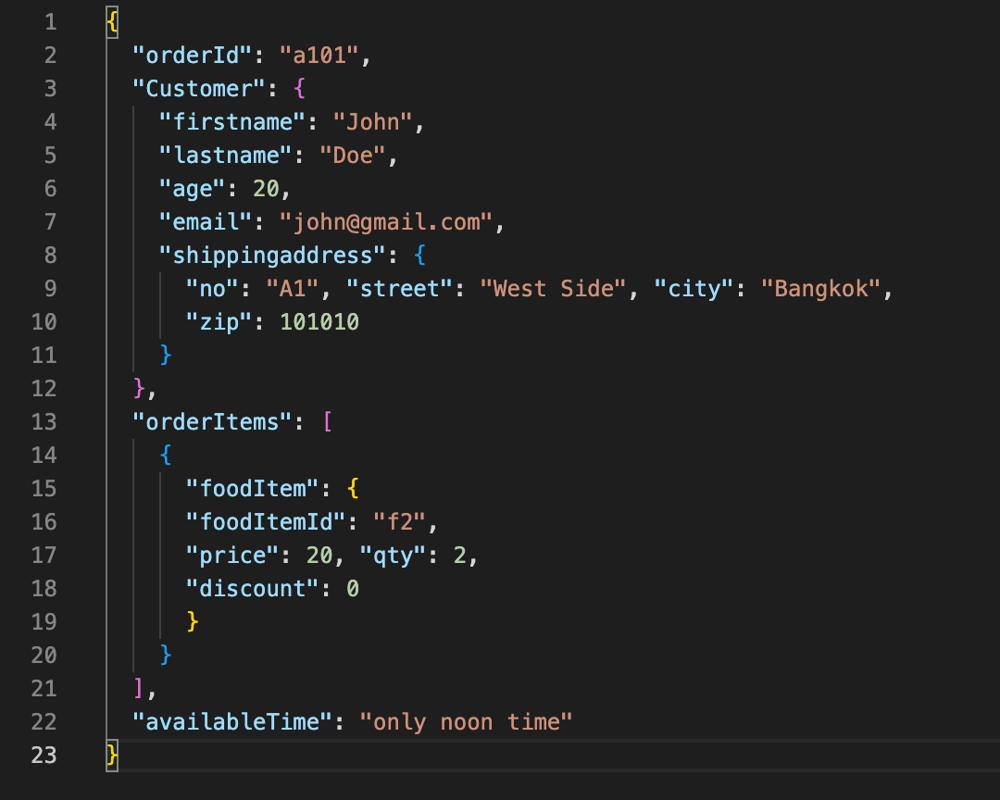 1 {
2 "orderId": "a101",
3 "Customer": {
4 "firstname": "John",
5 "lastname": "Doe",
6 "age": 20,
7 "email": "john@gmail.com",
8 "shippingaddress": {
9 "no": "A1", "street": "West Side", "city": "Bangkok",
10 "zip": 101010
11 }
12 },
13 "orderItems": [
14 {
15 "foodItem": {
16 "foodItemId": "f2",
17 "price": 20, "qty": 2,
18 "discount": 0
19 }
20 }
21 ],
22 "availableTime": "only noon time"
23 }